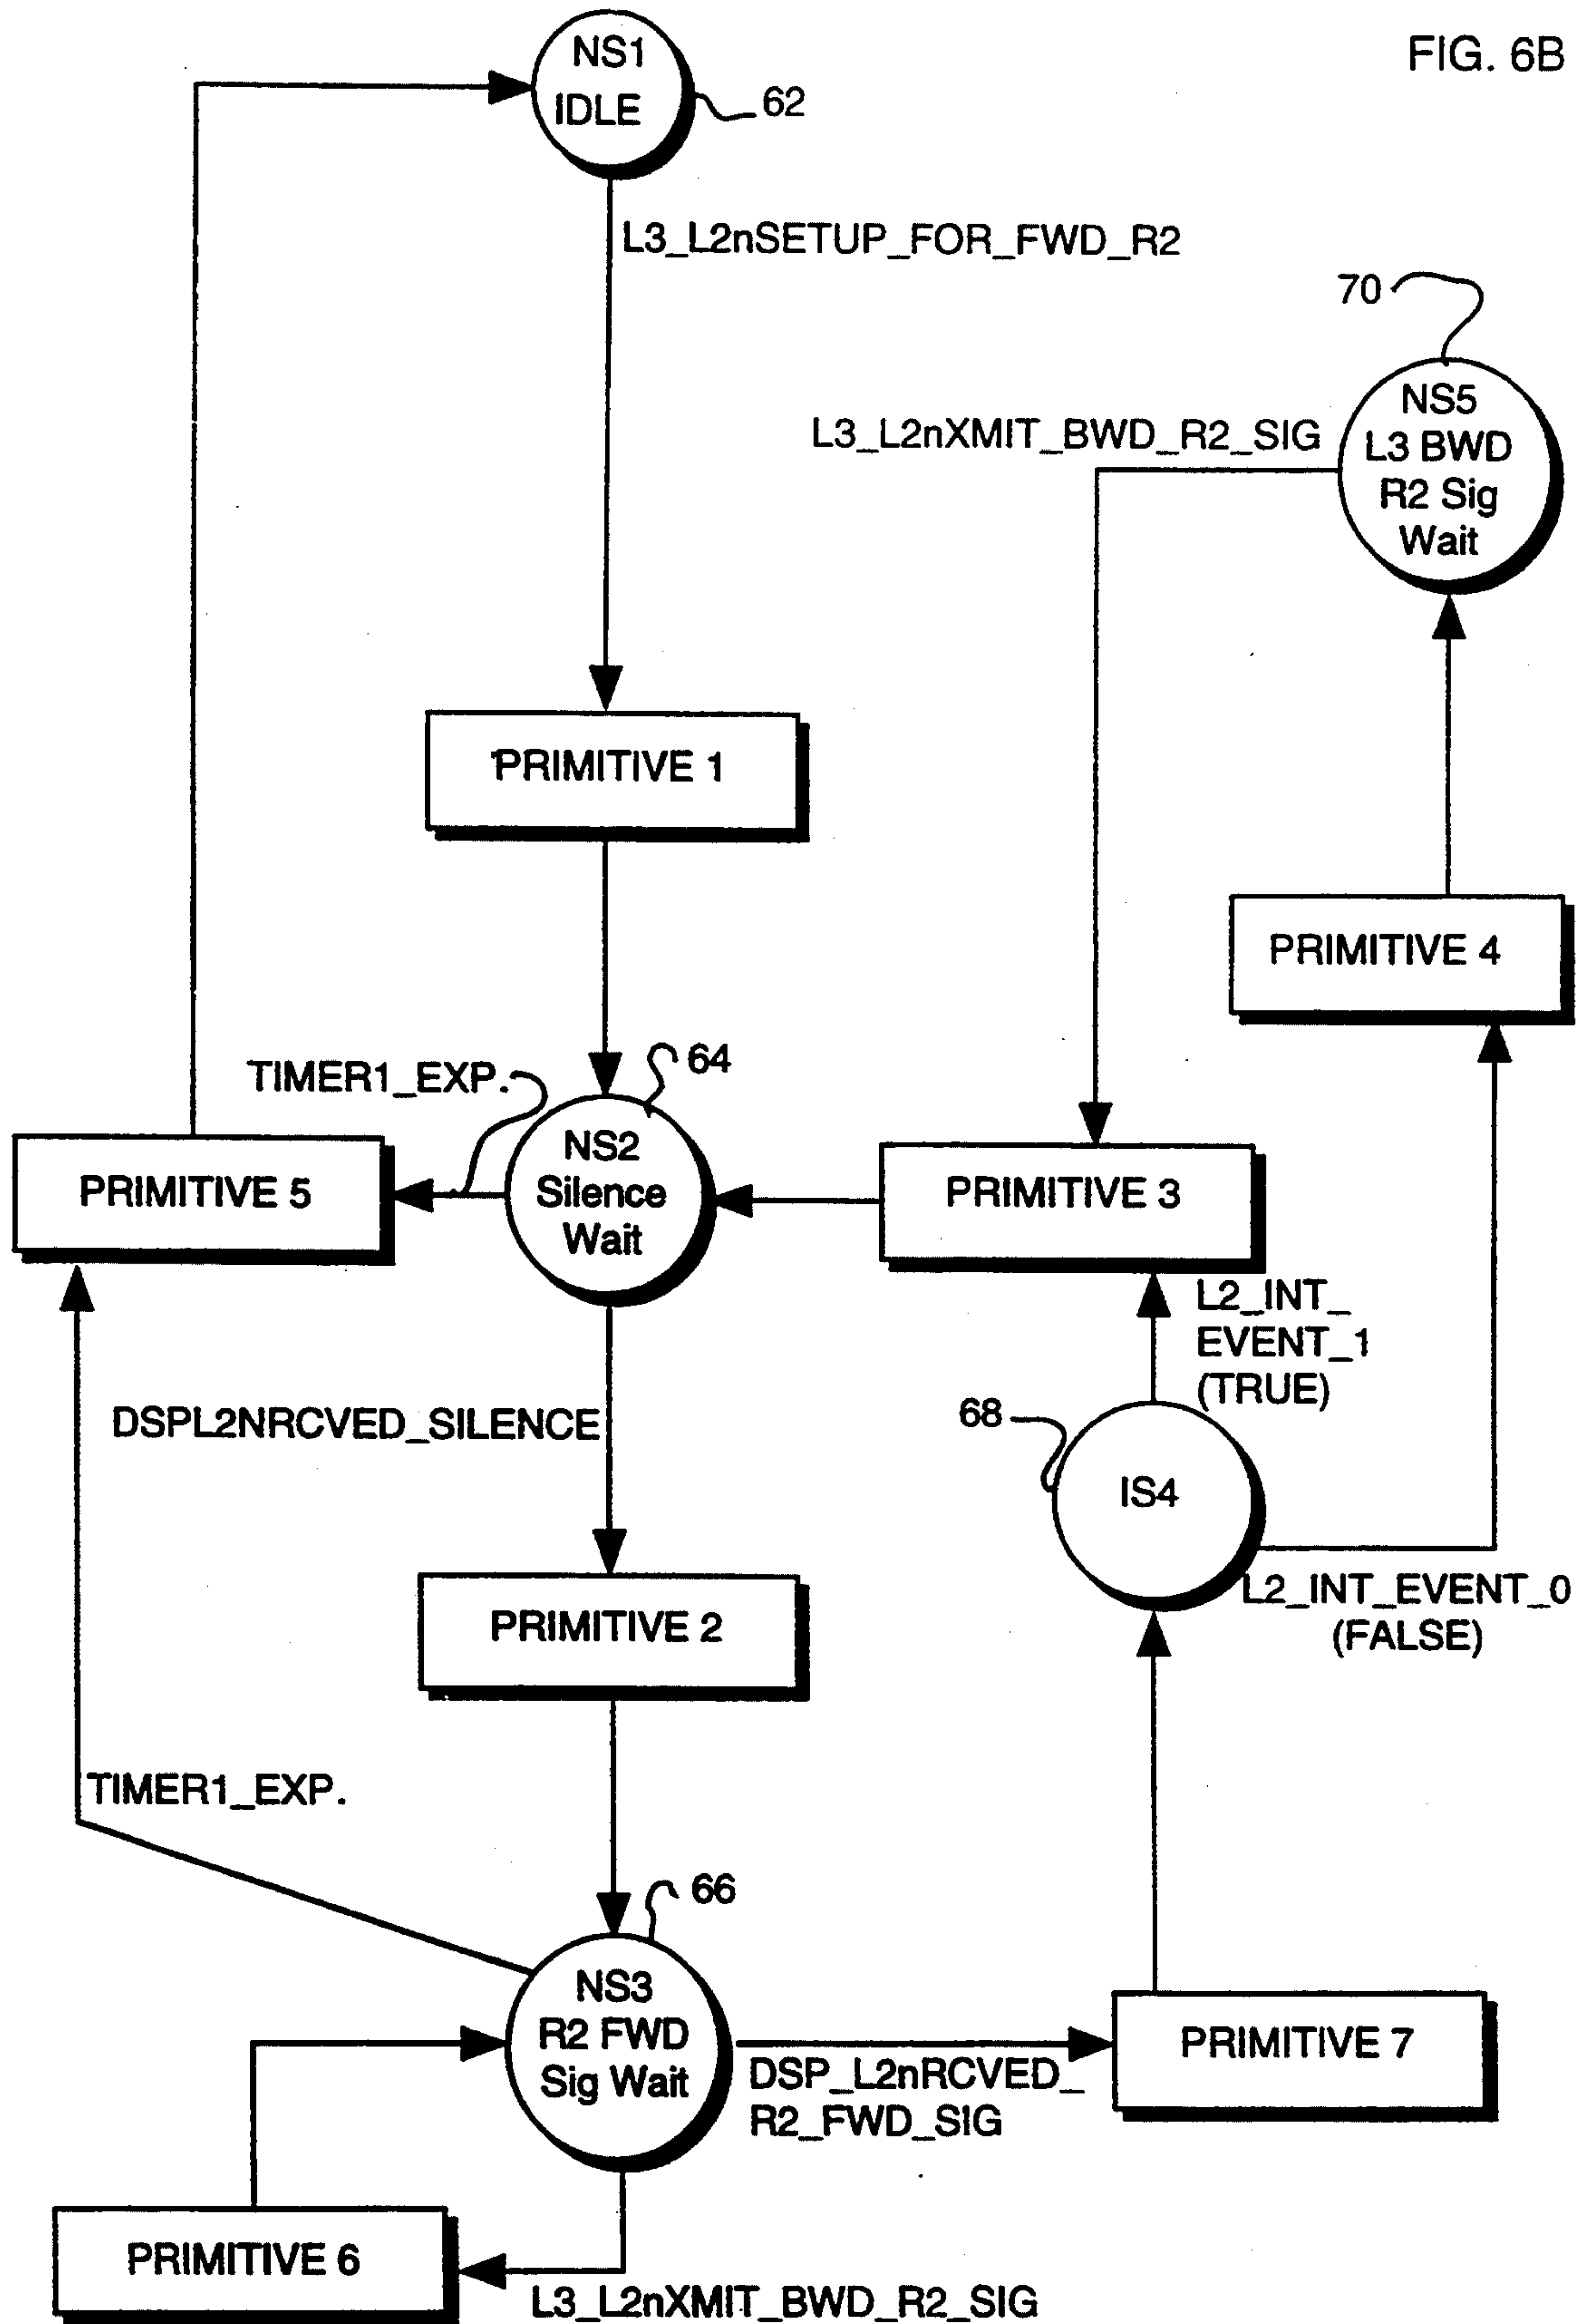 FIG. 6B
NS1
IDLE
62
L3_L2nSETUP_FOR_FWD_R2
70
NS5
L3 BWD
R2 Sig
Wait
L3_L2nXMIT_BWD_R2_SIG
PRIMITIVE 1
PRIMITIVE 4
TIMER1_EXP.
64
NS2
Silence
Wait
PRIMITIVE 5
PRIMITIVE 3
L2_INT_
EVENT_1
(TRUE)
DSPL2NRCVED_SILENCE
68
IS4
L2_INT_EVENT_0
(FALSE)
PRIMITIVE 2
TIMER1_EXP.
66
NS3
R2 FWD
Sig Wait
DSP_L2nRCVED_
R2_FWD_SIG
PRIMITIVE 7
PRIMITIVE 6
L3_L2nXMIT_BWD_R2_SIG